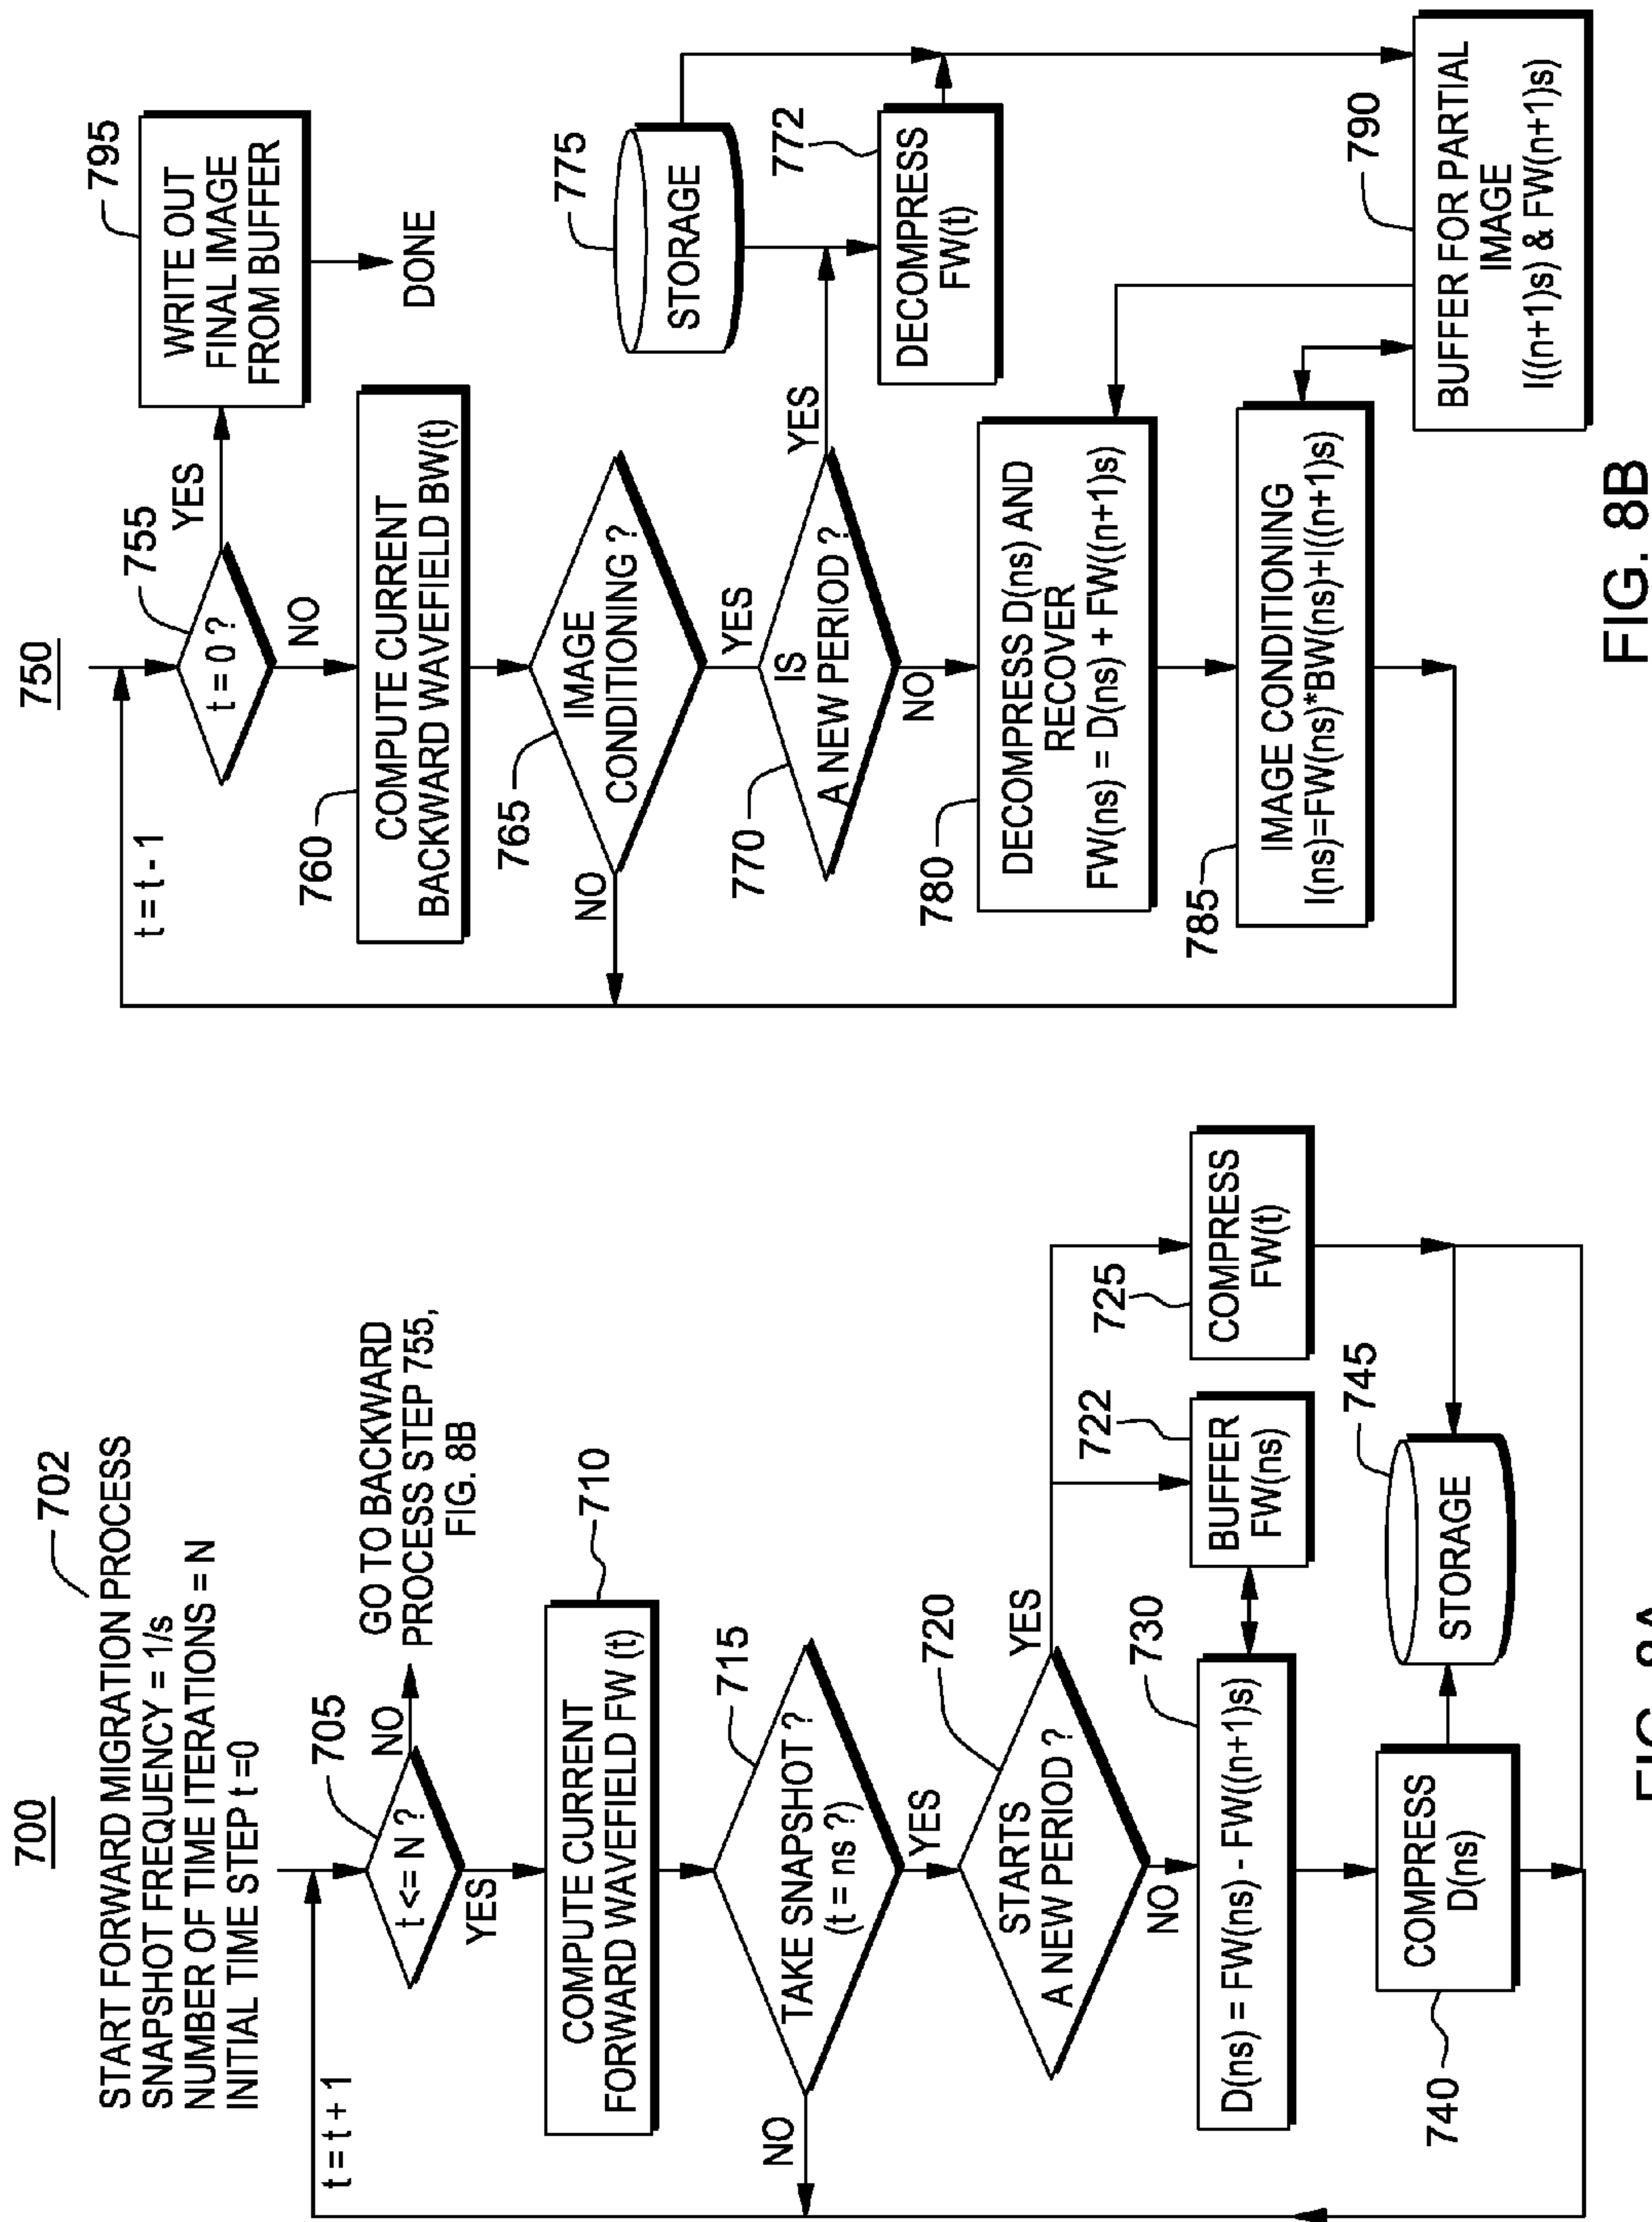 700
702
START FORWARD MIGRATION PROCESS
SNAPSHOT FREQUENCY = 1/s
NUMBER OF TIME ITERATIONS = N
INITIAL TIME STEP t =0
t = t + 1
705
t <= N ?
NO
GO TO BACKWARD
PROCESS STEP 755,
FIG. 8B
YES
710
COMPUTE CURRENT
FORWARD WAVEFIELD FW (t)
715
TAKE SNAPSHOT ?
(t = ns ?)
NO
YES
720
STARTS
A NEW PERIOD ?
YES
NO
722
BUFFER
FW(ns)
725
COMPRESS
FW(t)
730
D(ns) = FW(ns) - FW((n+1)s)
740
COMPRESS
D(ns)
745
STORAGE
FIG. 8A
750
t = t - 1
755
t = 0 ?
YES
795
WRITE OUT
FINAL IMAGE
FROM BUFFER
DONE
NO
760
COMPUTE CURRENT
BACKWARD WAVEFIELD BW(t)
765
IMAGE
CONDITIONING ?
NO
YES
770
IS
A NEW PERIOD ?
YES
NO
775
STORAGE
772
DECOMPRESS
FW(t)
780
DECOMPRESS D(ns) AND
RECOVER
FW(ns) = D(ns) + FW((n+1)s)
785
IMAGE CONDITIONING
I(ns)=FW(ns)*BW(ns)+I((n+1)s)
790
BUFFER FOR PARTIAL
IMAGE
I((n+1)s) & FW(n+1)s)
FIG. 8B